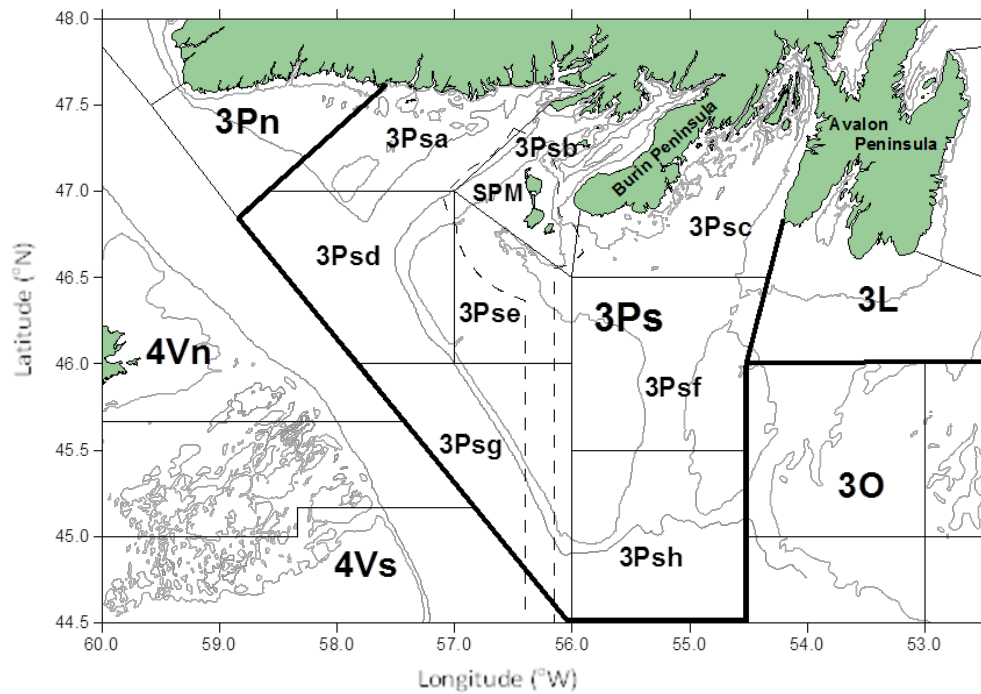 48.0
47.5
3Pn
3Psa
3Psb
Burin Peninsula
Avalon
Peninsula
47.0
SPM
3Psc
3Psd
46.5
3Pse
3Ps
3L
4Vn
46.0
3Psf
3Psg
45.5
3O
45.0
3Psh
4Vs
44.5
60.0 59.0 58.0 57.0 56.0 55.0 54.0 53.0
Latitude (°N)
Longitude (°W)